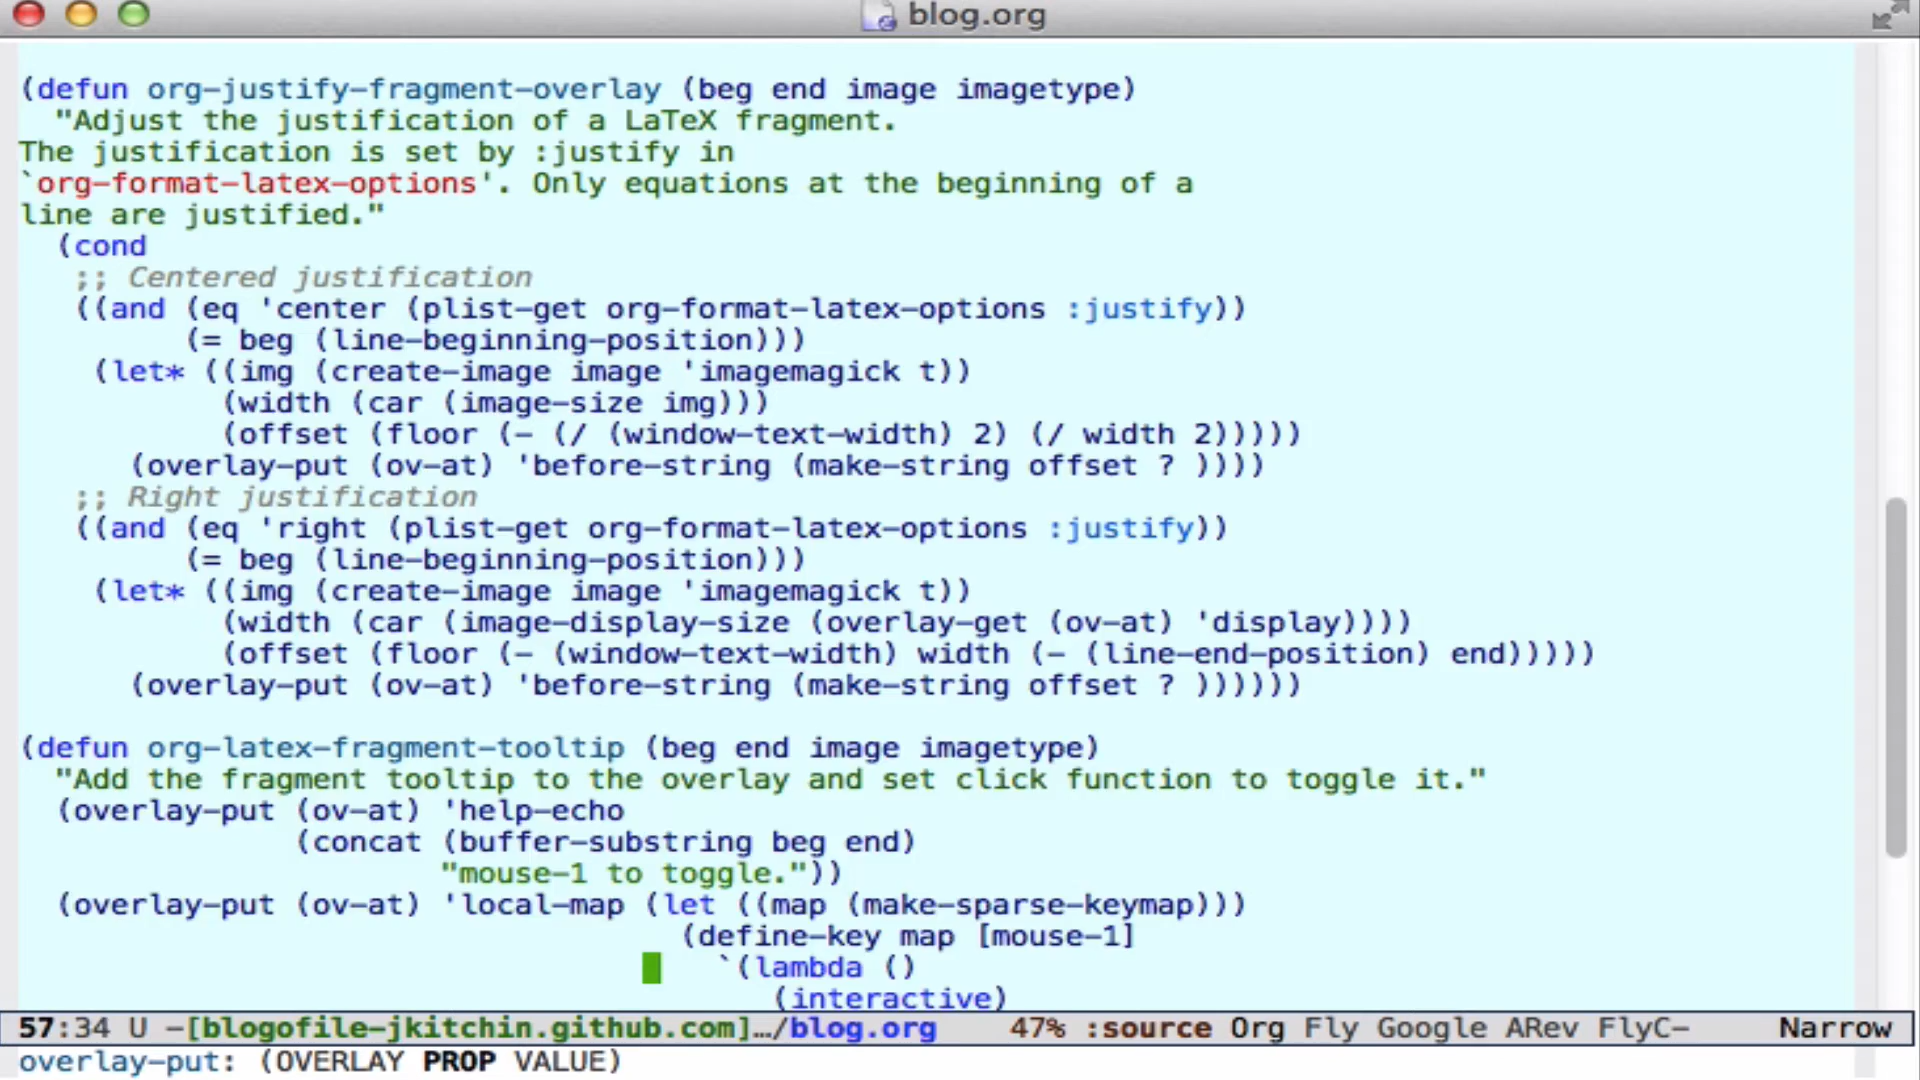 blog.org
(defun org-justify-fragment-overlay (beg end image imagetype)
  "Adjust the justification of a LaTeX fragment.
The justification is set by :justify in
`org-format-latex-options'. Only equations at the beginning of a
line are justified."
  (cond
   ;; Centered justification
   ((and (eq 'center (plist-get org-format-latex-options :justify))
         (= beg (line-beginning-position)))
    (let* ((img (create-image image 'imagemagick t))
           (width (car (image-size img)))
           (offset (floor (- (/ (window-text-width) 2) (/ width 2)))))
      (overlay-put (ov-at) 'before-string (make-string offset ? ))))
   ;; Right justification
   ((and (eq 'right (plist-get org-format-latex-options :justify))
         (= beg (line-beginning-position)))
    (let* ((img (create-image image 'imagemagick t))
           (width (car (image-display-size (overlay-get (ov-at) 'display))))
           (offset (floor (- (window-text-width) width (- (line-end-position) end)))))
      (overlay-put (ov-at) 'before-string (make-string offset ? ))))))
(defun org-latex-fragment-tooltip (beg end image imagetype)
  "Add the fragment tooltip to the overlay and set click function to toggle it."
  (overlay-put (ov-at) 'help-echo
               (concat (buffer-substring beg end)
                       "mouse-1 to toggle."))
  (overlay-put (ov-at) 'local-map (let ((map (make-sparse-keymap)))
                                    (define-key map [mouse-1]
                                      `(lambda ()
                                         (interactive)
57:34 U -[blogofile-jkitchin.github.com]…/blog.org    47% :source Org Fly Google ARev FlyC-    Narrow
overlay-put: (OVERLAY PROP VALUE)